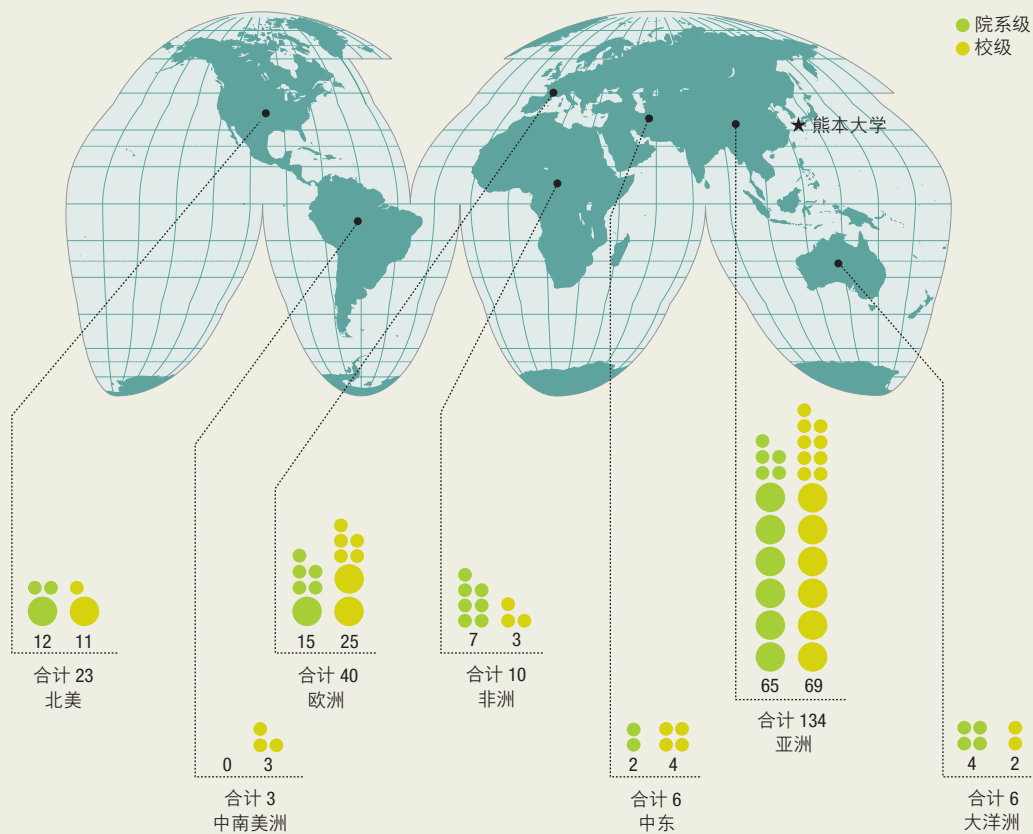 院系级
校级
熊本大学
12 11
合计 23
北美
15 25
合计 40
欧洲
7 3
合计 10
非洲
65 69
合计 134
亚洲
0 3
合计 3
中南美洲
2 4
合计 6
中东
4 2
合计 6
大洋洲